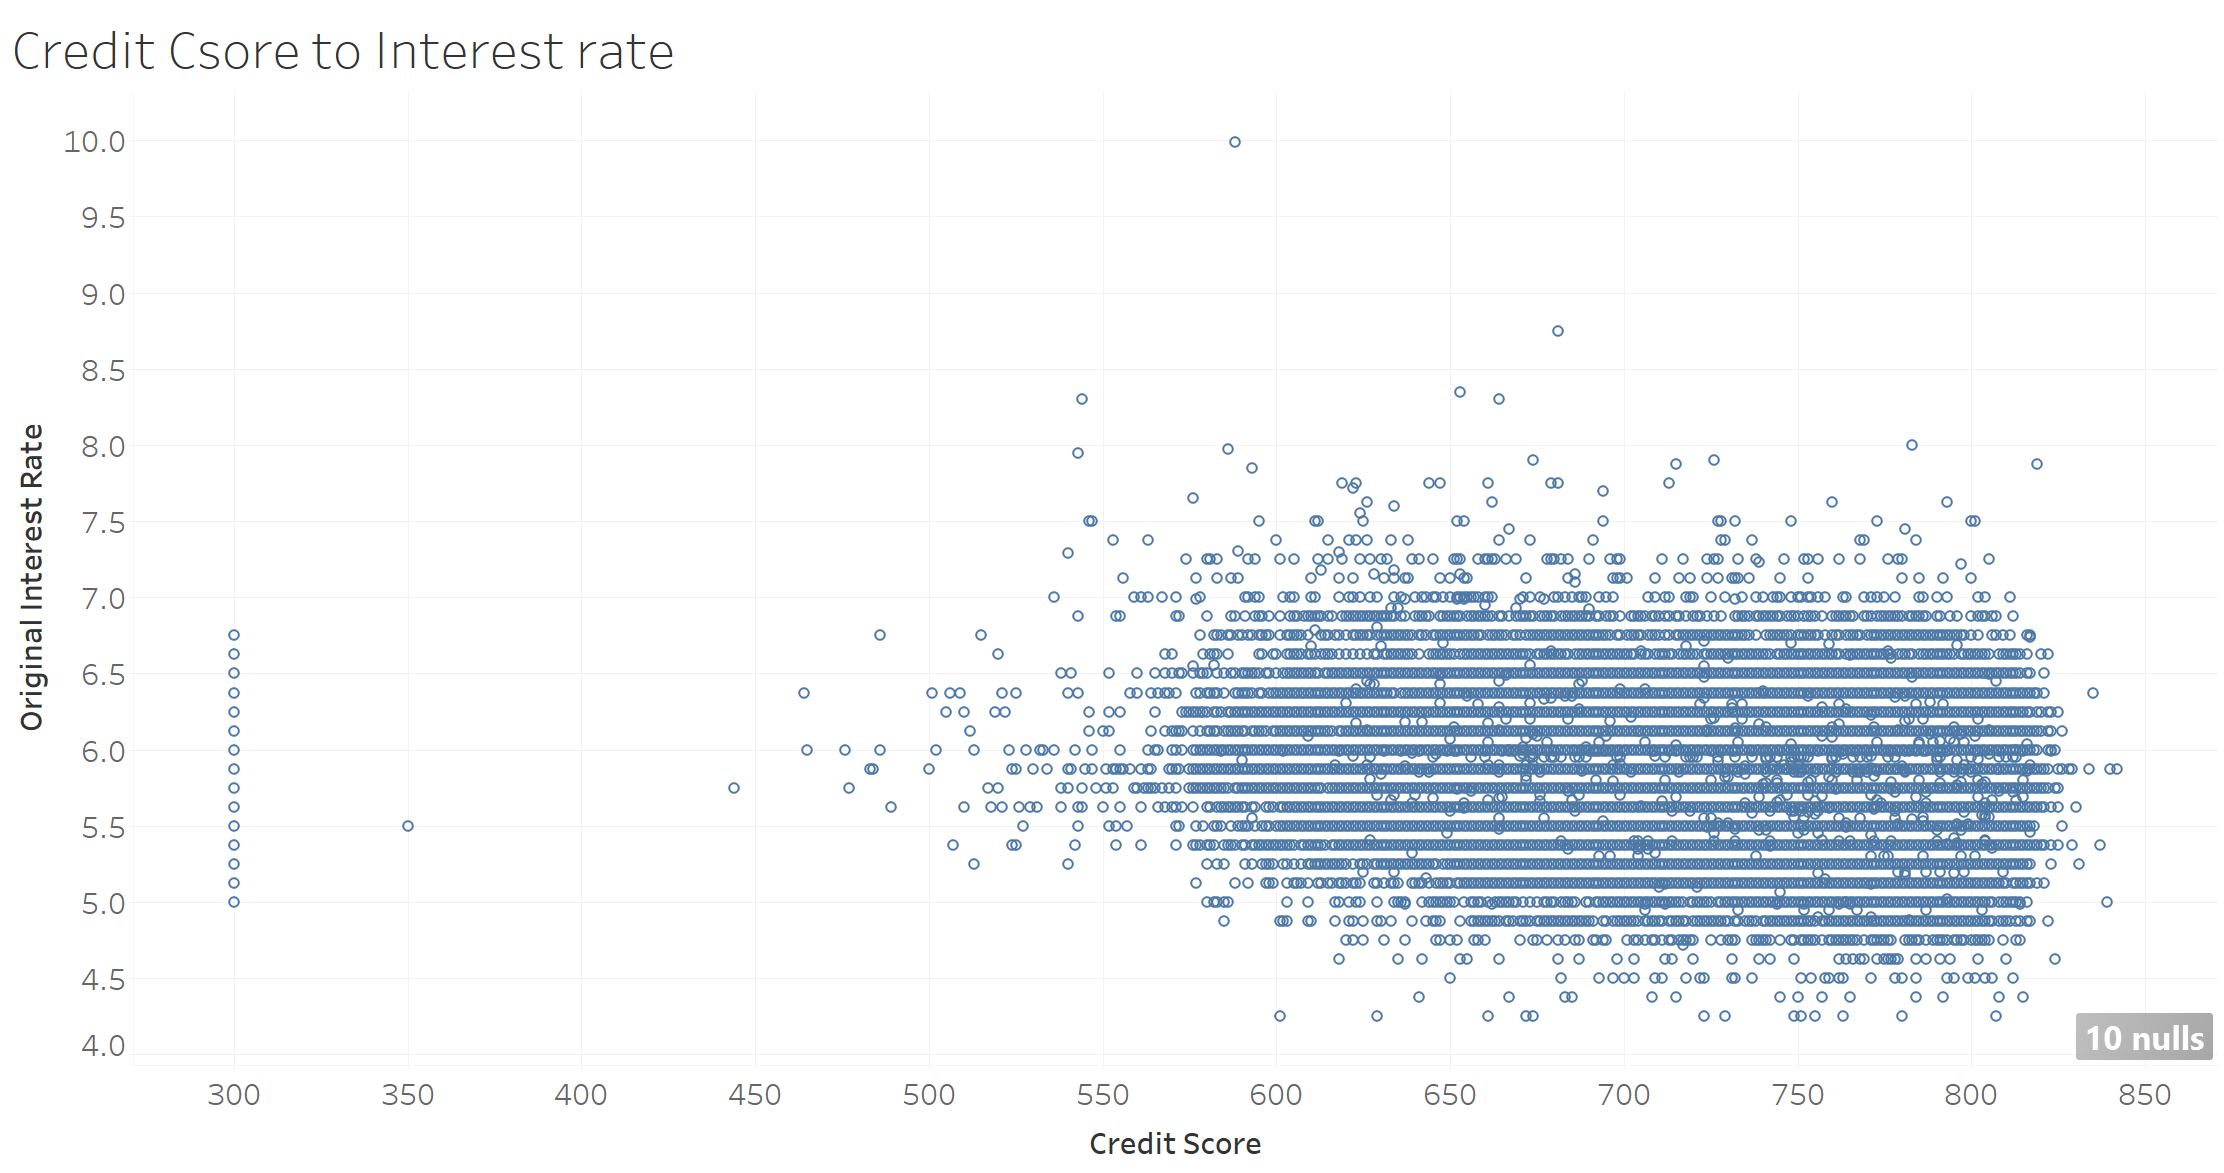 Credit Csore to Interest rate
10.0
9.5
9.0
8.5
8.0
7.5
7.0
6.5
6.0
5.5
5.0
4.5
4.0
Original Interest Rate
10 nulls
300 350 400 450 500 550 600 650 700 750 800 850
Credit Score